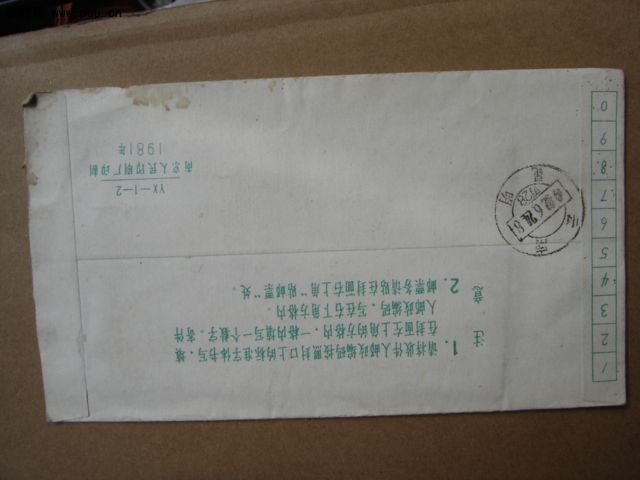 1 2 3 4 5 6 7 8 9 0
注意
1. 请将收件人邮政编码按照封口上的标准字体书写，填
在封面左上角的方格内，一格内填写一个数字．寄件
人邮政编码，写在右下角方格内
2. 邮票务请贴在封面右上角“贴邮票”处．
YX—1—2
南京人民印刷厂印制
1981年
昆明